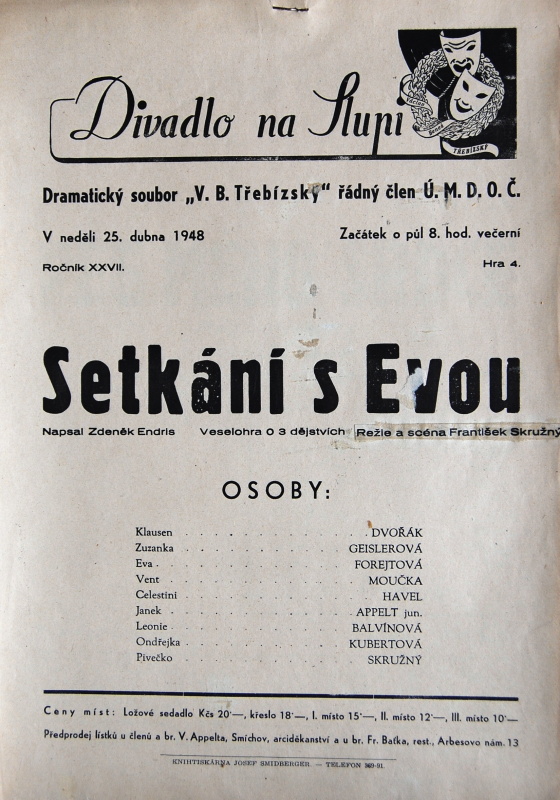 Divadlo na Slupi
Václav
Beneš
TŘEBÍZSKÝ
Dramatický soubor „V. B. Třebízský“ řádný člen Ú. M. D. O. Č.
V neděli 25. dubna 1948 Začátek o půl 8. hod. večerní
Ročník XXVII. Hra 4.
Setkání s Evou
Napsal Zdeněk Endris Veselohra o 3 dějstvích Režie a scéna František Skružný
OSOBY:
Klausen . . . . . . . . . . . DVOŘÁK
Zuzanka . . . . . . . . . . GEISLEROVÁ
Eva . . . . . . . . . . . . FOREJTOVÁ
Vent . . . . . . . . . . . MOUČKA
Celestini . . . . . . . . . . . HAVEL
Janek . . . . . . . . . . . APPELT jun.
Leonie . . . . . . . . . . BALVÍNOVÁ
Ondřejka . . . . . . . . . . KUBERTOVÁ
Pivečko . . . . . . . . . . . SKRUŽNÝ
Ceny míst: Ložové sedadlo Kčs 20·—, křeslo 18·—, I. místo 15·—, II. místo 12·—, III. místo 10·—
Předprodej lístků u členů a br. V. Appelta, Smíchov, arciděkanství a u br. Fr. Baťka, rest., Arbesovo nám. 13
KNIHTISKÁRNA JOSEF SMIDBERGER. — TELEFON 369-91.